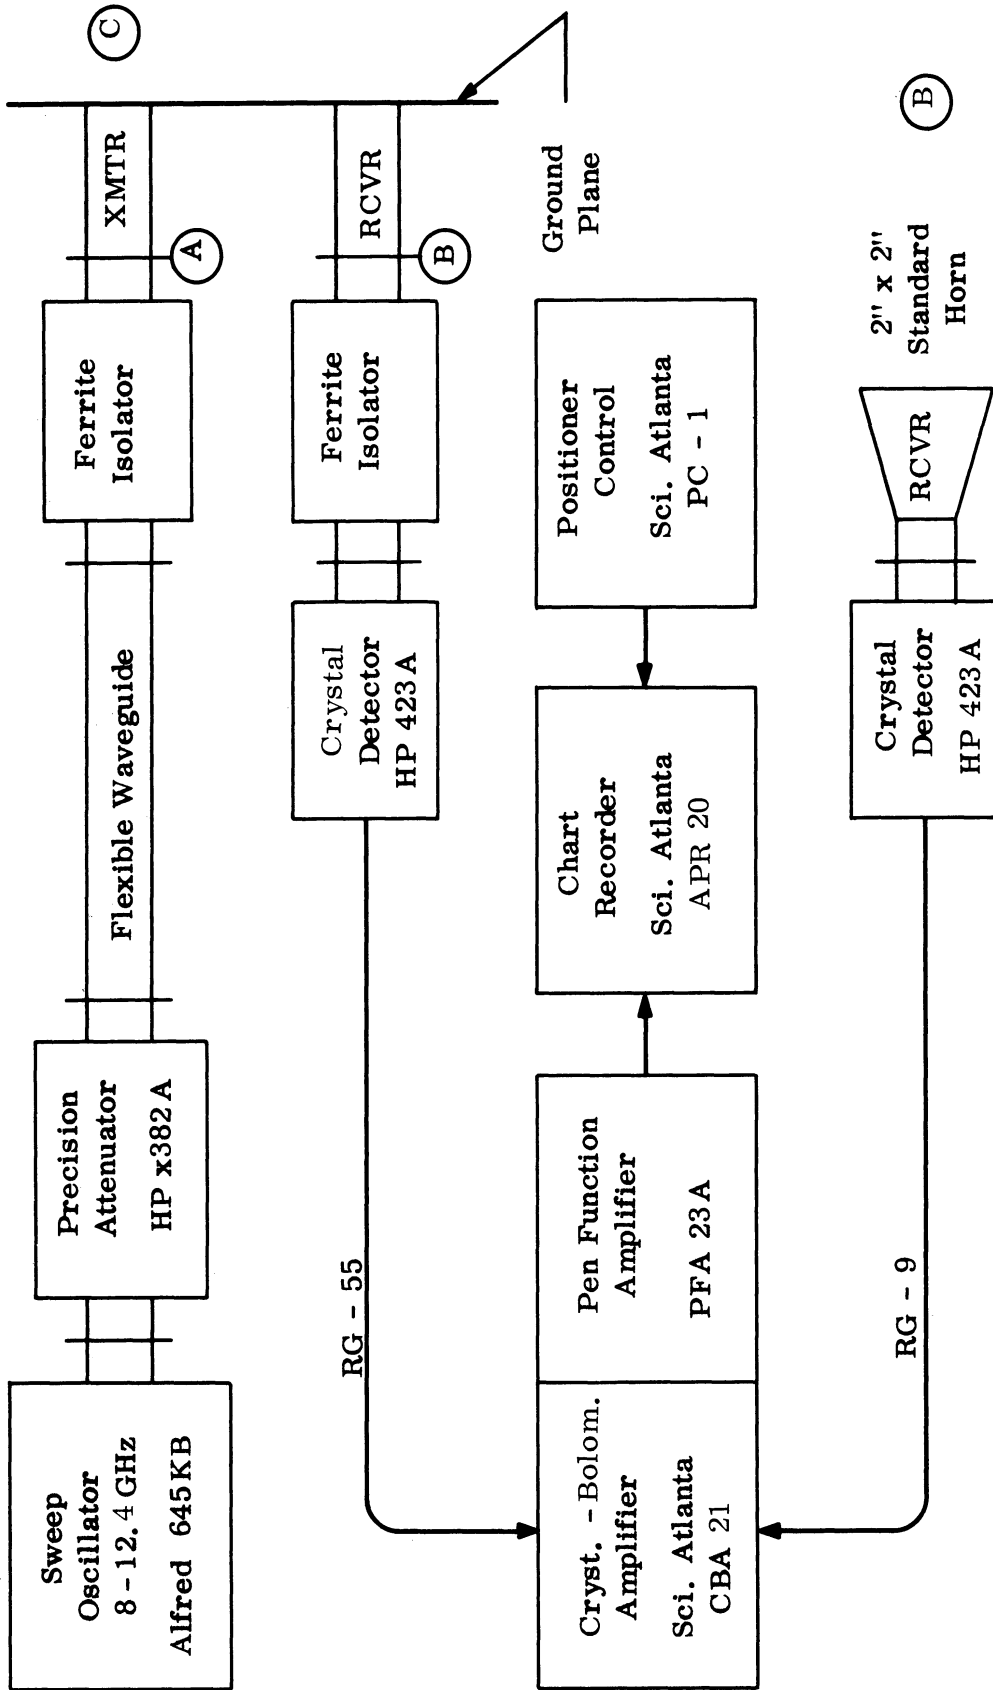 Sweep
Oscillator
8 - 12.4 GHz
Alfred 645KB
Precision
Attenuator
HP x382 A
Flexible Waveguide
Ferrite
Isolator
XMTR
A
C
RG - 55
Crystal
Detector
HP 423 A
Ferrite
Isolator
RCVR
B
Ground
Plane
Cryst. - Bolom.
Amplifier
Sci. Atlanta
CBA 21
Pen Function
Amplifier
PFA 23 A
Chart
Recorder
Sci. Atlanta
APR 20
Positioner
Control
Sci. Atlanta
PC - 1
RG - 9
Crystal
Detector
HP 423 A
RCVR
2" x 2"
Standard
Horn
B